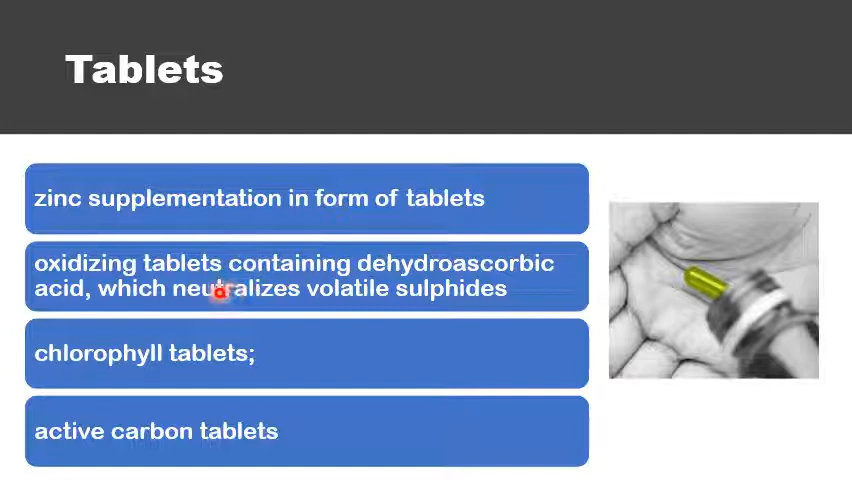 Tablets
zinc supplementation in form of tablets
oxidizing tablets containing dehydroascorbic
acid, which neutralizes volatile sulphides
chlorophyll tablets;
active carbon tablets